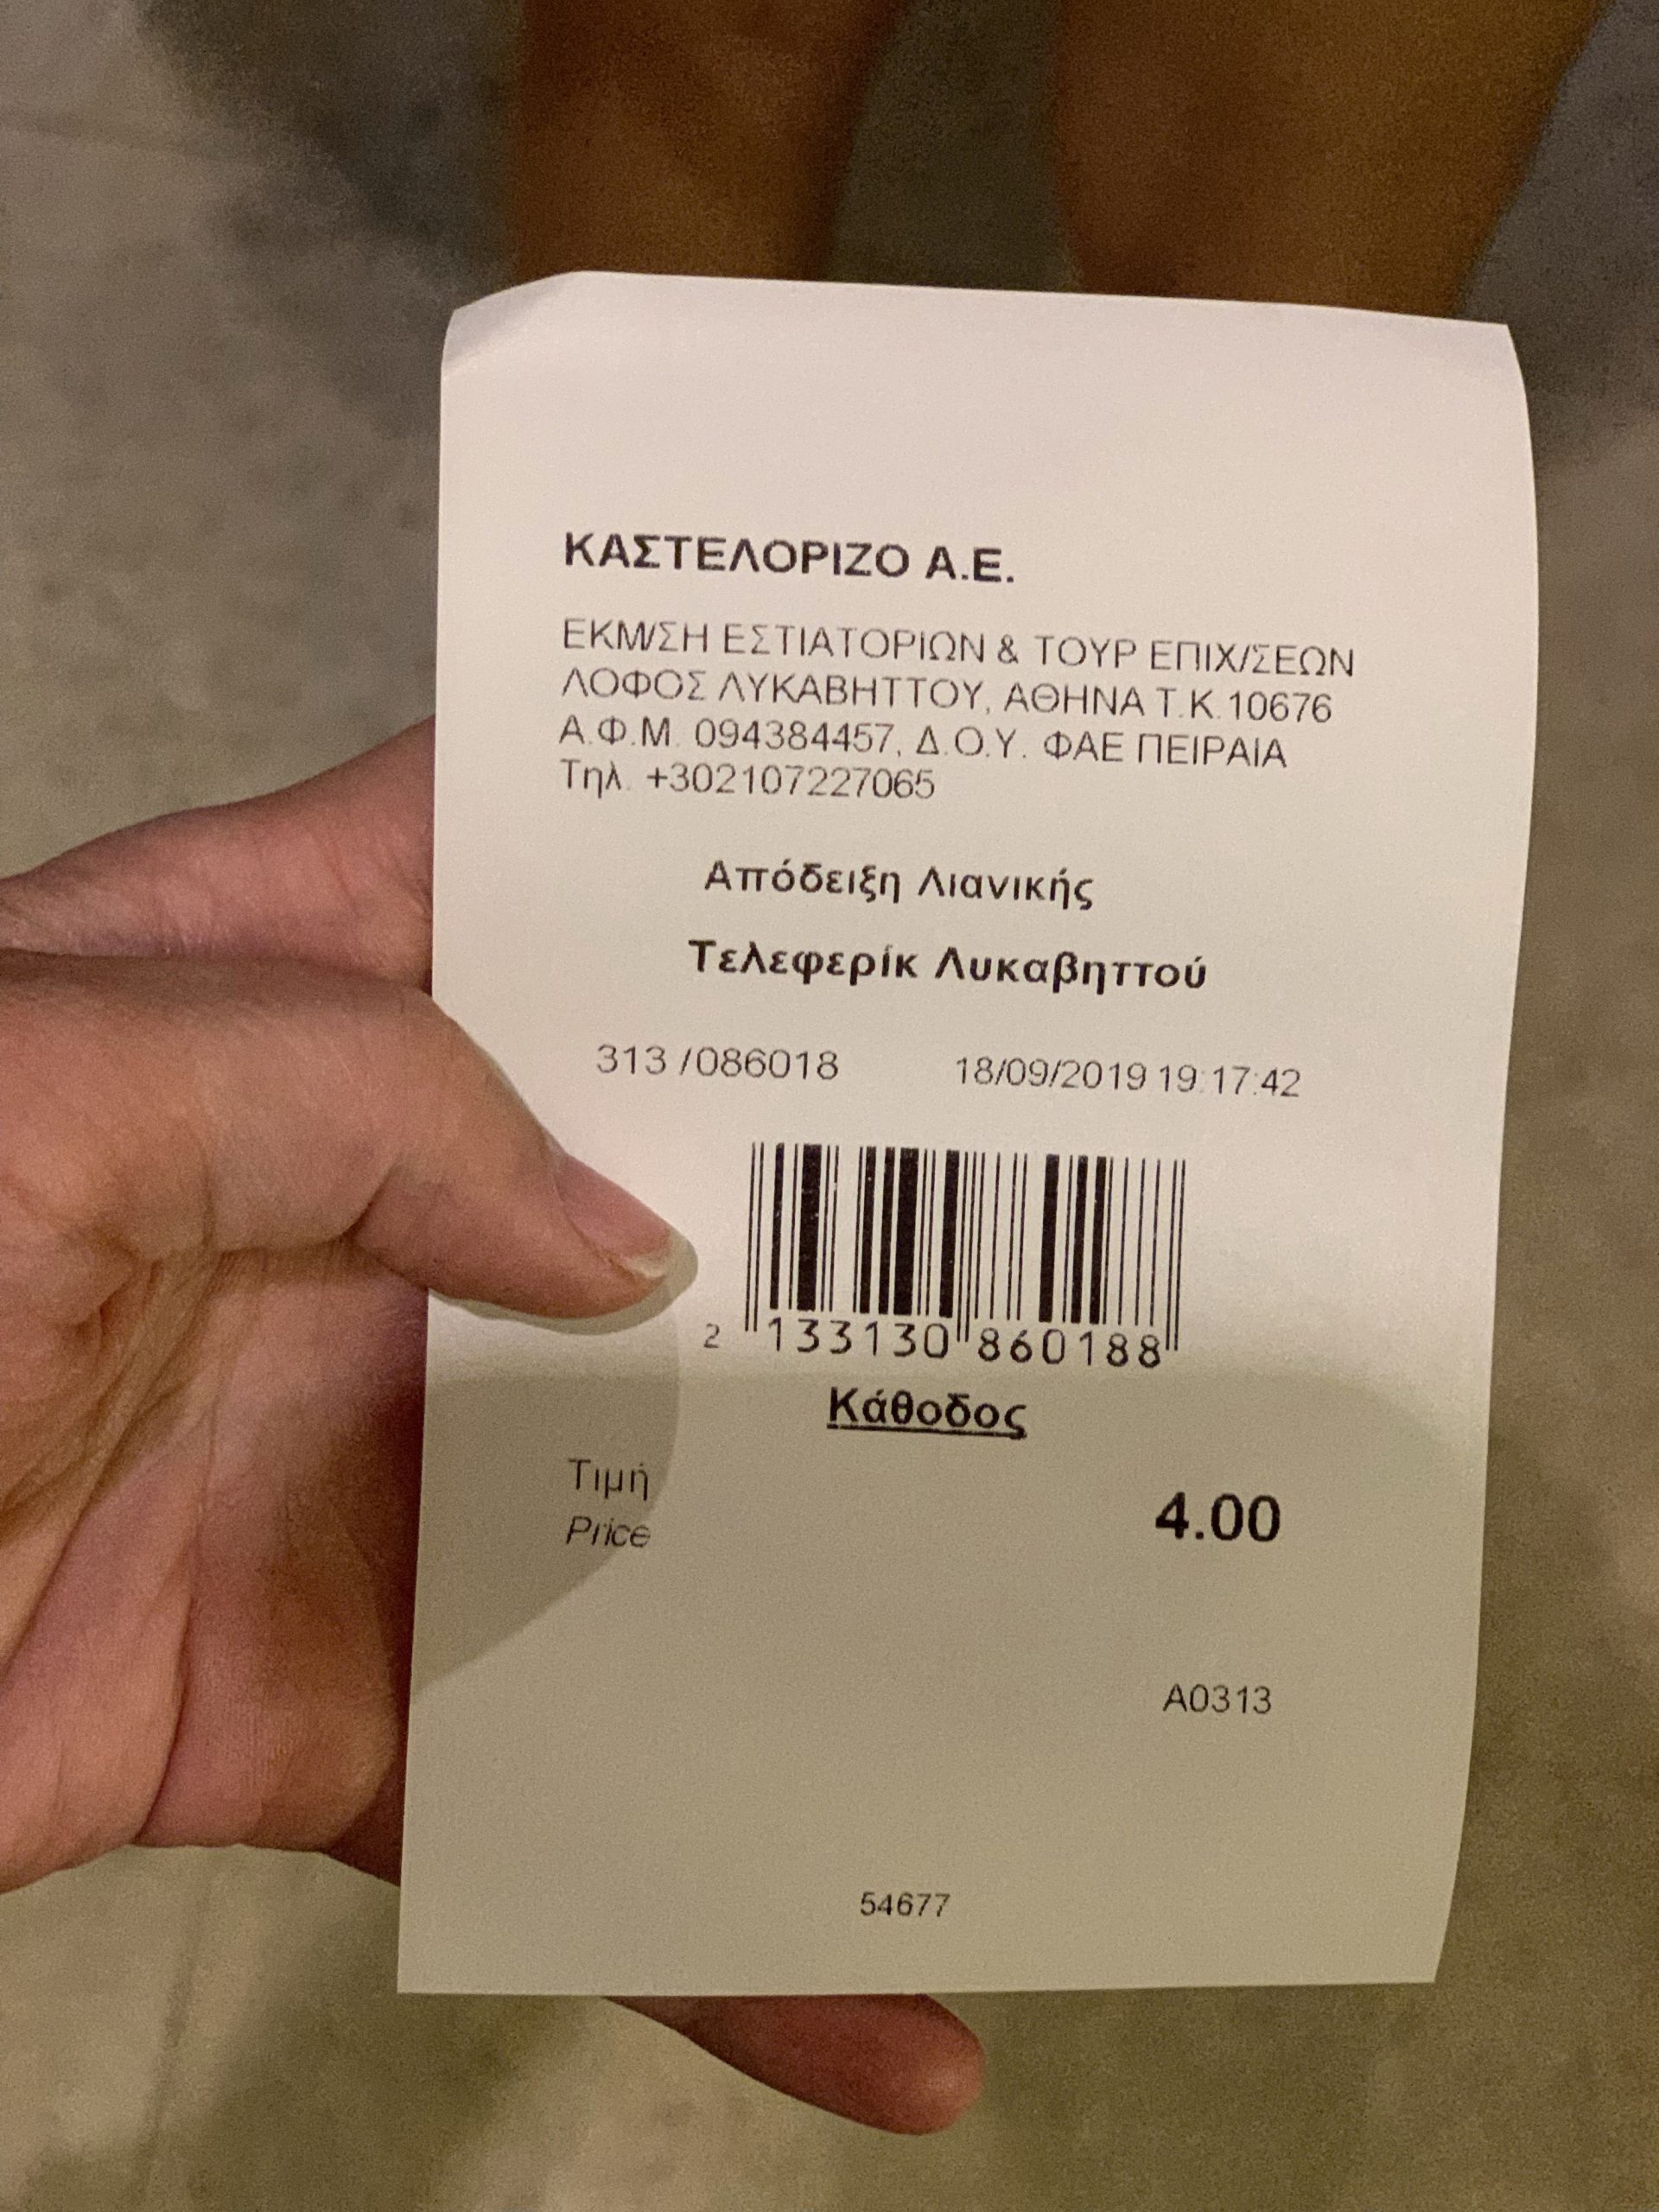 ΚΑΣΤΕΛΟΡΙΖΟ Α.Ε.
ΕΚΜ/ΣΗ ΕΣΤΙΑΤΟΡΙΩΝ & ΤΟΥΡ ΕΠΙΧ/ΣΕΩΝ
ΛΟΦΟΣ ΛΥΚΑΒΗΤΤΟΥ, ΑΘΗΝΑ Τ.Κ.10676
Α.Φ.Μ. 094384457, Δ.Ο.Υ. ΦΑΕ ΠΕΙΡΑΙΑ
Τηλ. +302107227065
Απόδειξη Λιανικής
Τελεφερίκ Λυκαβηττού
313 /086018 18/09/2019 19:17:42
2 133130 860188
Κάθοδος
Τιμή
Price 4.00
A0313
54677